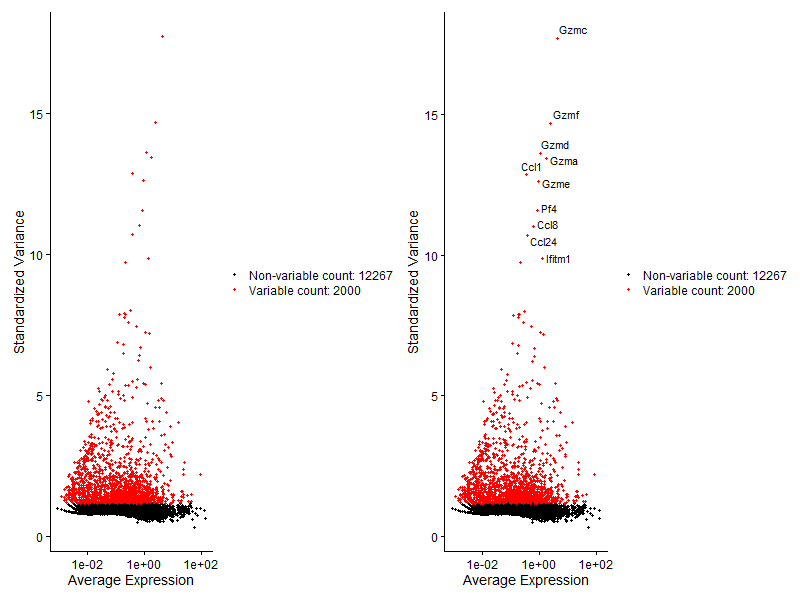 Standardized Variance
15
10
5
0
1e-02 1e+00 1e+02
Average Expression
Non-variable count: 12267
Variable count: 2000
Standardized Variance
15
10
5
0
Gzmc
Gzmf
Gzmd
Gzma
Ccl1
Gzme
Pf4
Ccl8
Ccl24
Ifitm1
1e-02 1e+00 1e+02
Average Expression
Non-variable count: 12267
Variable count: 2000